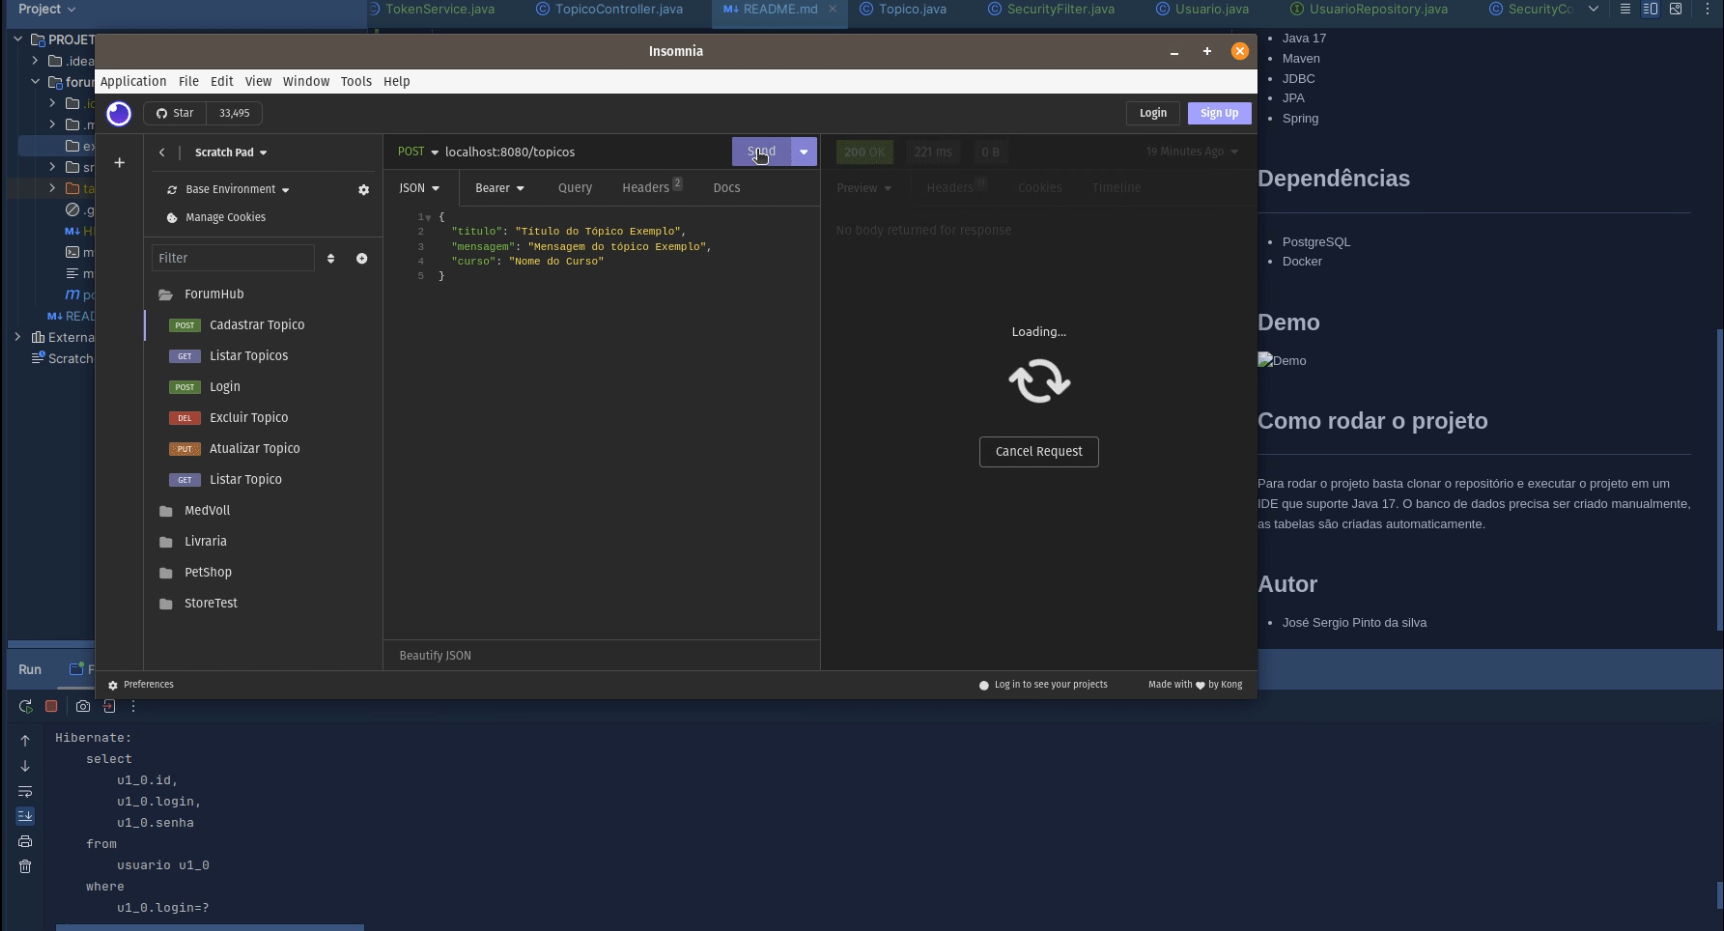 Project
TokenService.java
TopicoController.java
README.md
Topico.java
SecurityFilter.java
Usuario.java
UsuarioRepository.java
SecurityCo
PROJET
.idea
forum
sr
ta
.g
READ
Externa
Scratch
Insomnia
Application File Edit View Window Tools Help
Star 33,495
Login
Sign Up
Scratch Pad
Base Environment
Manage Cookies
Filter
ForumHub
POST Cadastrar Topico
GET Listar Topicos
POST Login
DEL Excluir Topico
PUT Atualizar Topico
GET Listar Topico
MedVoll
Livraria
PetShop
StoreTest
POST localhost:8080/topicos
Send
JSON Bearer Query Headers 2 Docs
1 {
2 "titulo": "Título do Tópico Exemplo",
3 "mensagem": "Mensagem do tópico Exemplo",
4 "curso": "Nome do Curso"
5 }
Beautify JSON
200 OK 221 ms 0 B 19 Minutes Ago
Preview Headers 11 Cookies Timeline
No body returned for response
Loading...
Cancel Request
Preferences
Log in to see your projects
Made with by Kong
Java 17
Maven
JDBC
JPA
Spring
Dependências
PostgreSQL
Docker
Demo
Demo
Como rodar o projeto
Para rodar o projeto basta clonar o repositório e executar o projeto em um
IDE que suporte Java 17. O banco de dados precisa ser criado manualmente,
as tabelas são criadas automaticamente.
Autor
José Sergio Pinto da silva
Run
Hibernate:
select
u1_0.id,
u1_0.login,
u1_0.senha
from
usuario u1_0
where
u1_0.login=?